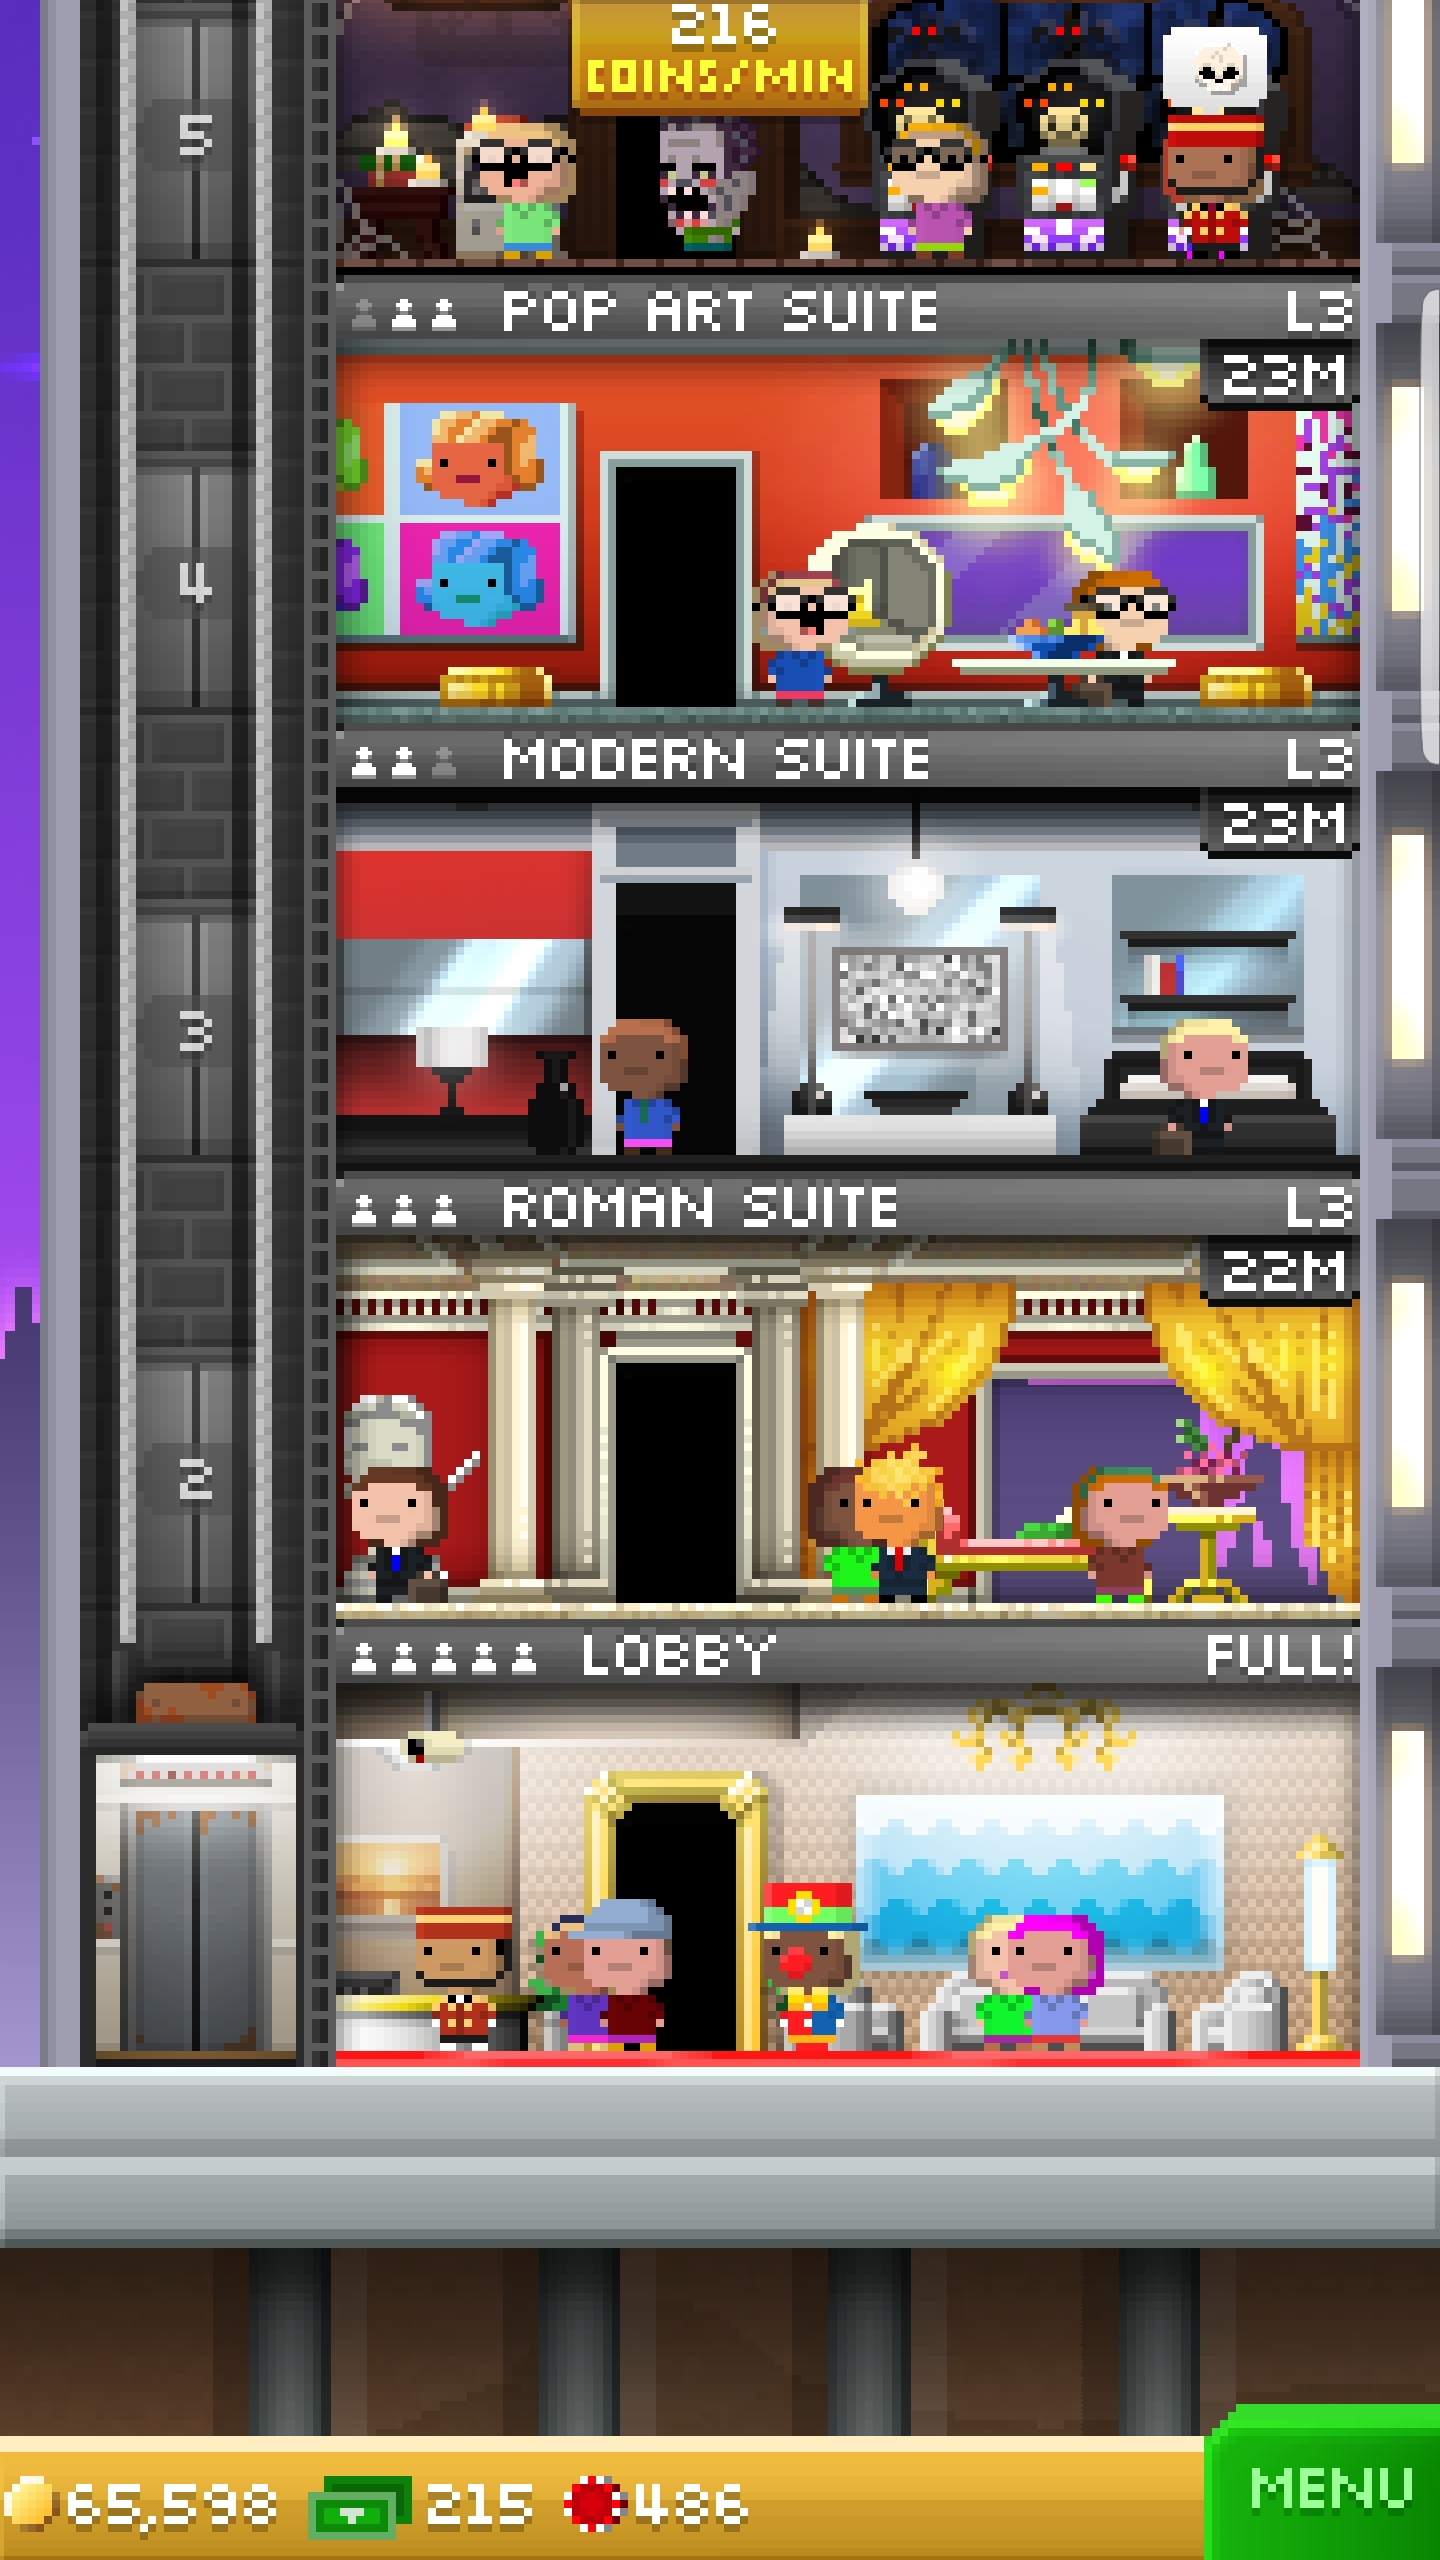 216
COINS/MIN
5
POP ART SUITE L3
23M
4
MODERN SUITE L3
23M
3
ROMAN SUITE L3
22M
2
LOBBY FULL!
65,598 215 486
MENU